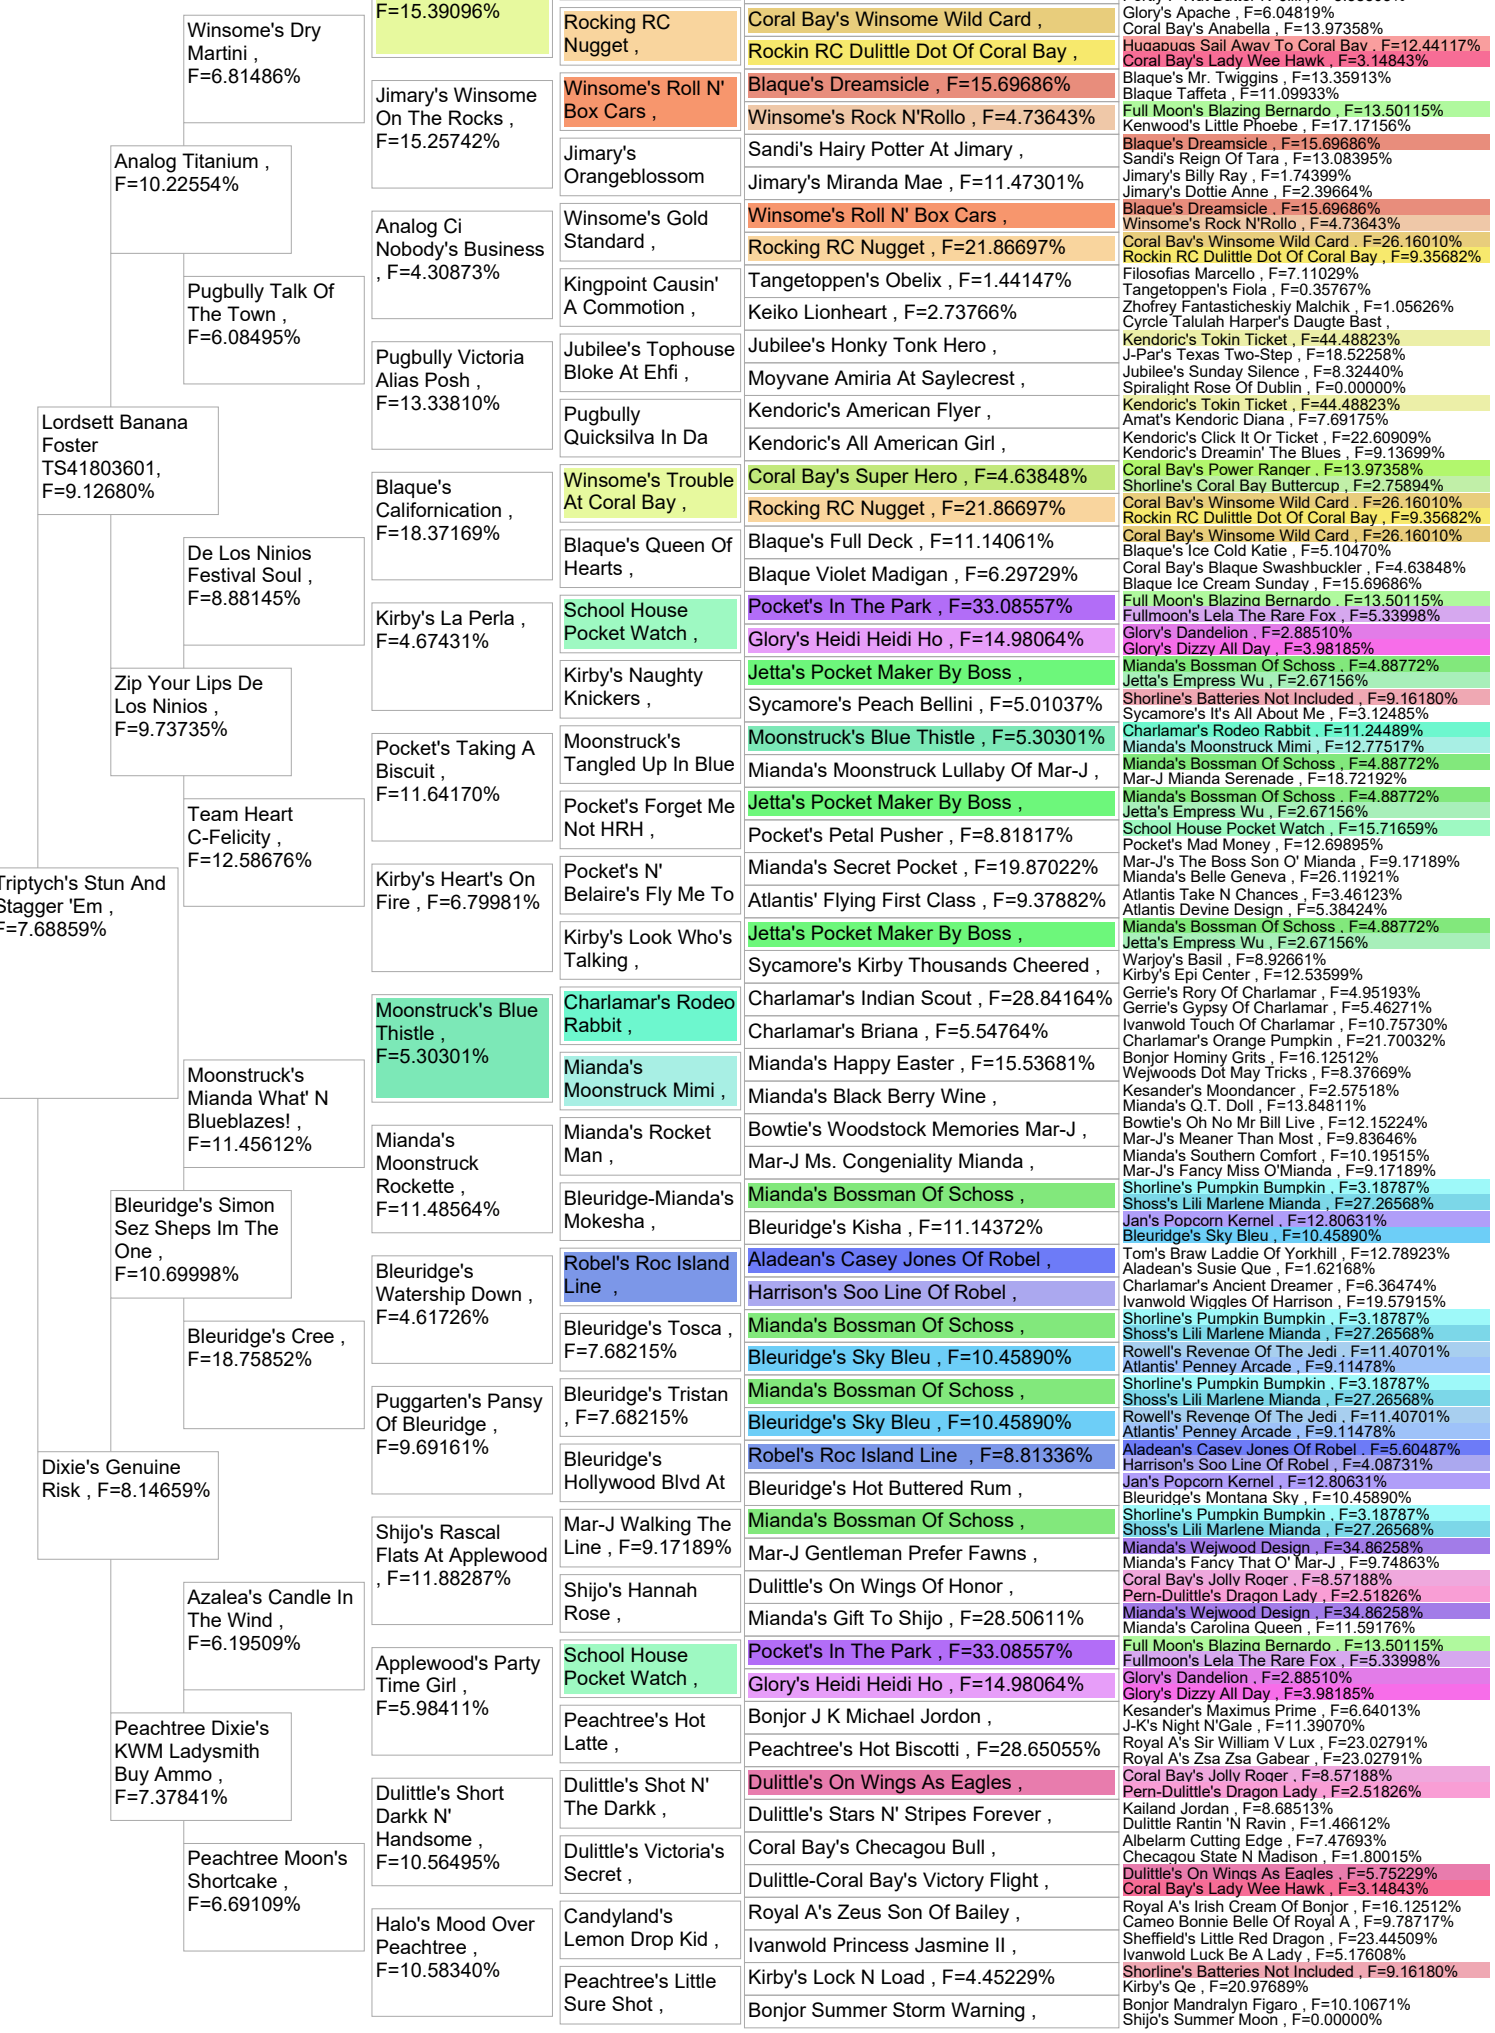 Triptych's Stun And
Stagger 'Em ,
F=7.68859%
Lordsett Banana
Foster
TS41803601,
F=9.12680%
Dixie's Genuine
Risk , F=8.14659%
Analog Titanium ,
F=10.22554%
Zip Your Lips De
Los Ninios ,
F=9.73735%
Bleuridge's Simon
Sez Sheps Im The
One ,
F=10.69998%
Peachtree Dixie's
KWM Ladysmith
Buy Ammo ,
F=7.37841%
Winsome's Dry
Martini ,
F=6.81486%
Pugbully Talk Of
The Town ,
F=6.08495%
De Los Ninios
Festival Soul ,
F=8.88145%
Team Heart
C-Felicity ,
F=12.58676%
Moonstruck's
Mianda What' N
Blueblazes! ,
F=11.45612%
Bleuridge's Cree ,
F=18.75852%
Azalea's Candle In
The Wind ,
F=6.19509%
Peachtree Moon's
Shortcake ,
F=6.69109%
F=15.39096%
Jimary's Winsome
On The Rocks ,
F=15.25742%
Analog Ci
Nobody's Business
, F=4.30873%
Pugbully Victoria
Alias Posh ,
F=13.33810%
Blaque's
Californication ,
F=18.37169%
Kirby's La Perla ,
F=4.67431%
Pocket's Taking A
Biscuit ,
F=11.64170%
Kirby's Heart's On
Fire , F=6.79981%
Moonstruck's Blue
Thistle ,
F=5.30301%
Mianda's
Moonstruck
Rockette ,
F=11.48564%
Bleuridge's
Watership Down ,
F=4.61726%
Puggarten's Pansy
Of Bleuridge ,
F=9.69161%
Shijo's Rascal
Flats At Applewood
, F=11.88287%
Applewood's Party
Time Girl ,
F=5.98411%
Dulittle's Short
Darkk N'
Handsome ,
F=10.56495%
Halo's Mood Over
Peachtree ,
F=10.58340%
Rocking RC
Nugget ,
Winsome's Roll N'
Box Cars ,
Jimary's
Orangeblossom
Winsome's Gold
Standard ,
Kingpoint Causin'
A Commotion ,
Jubilee's Tophouse
Bloke At Ehfi ,
Pugbully
Quicksilva In Da
Winsome's Trouble
At Coral Bay ,
Blaque's Queen Of
Hearts ,
School House
Pocket Watch ,
Kirby's Naughty
Knickers ,
Moonstruck's
Tangled Up In Blue
Pocket's Forget Me
Not HRH ,
Pocket's N'
Belaire's Fly Me To
Kirby's Look Who's
Talking ,
Charlamar's Rodeo
Rabbit ,
Mianda's
Moonstruck Mimi ,
Mianda's Rocket
Man ,
Bleuridge-Mianda's
Mokesha ,
Robel's Roc Island
Line  ,
Bleuridge's Tosca ,
F=7.68215%
Bleuridge's Tristan
, F=7.68215%
Bleuridge's
Hollywood Blvd At
Mar-J Walking The
Line , F=9.17189%
Shijo's Hannah
Rose ,
School House
Pocket Watch ,
Peachtree's Hot
Latte ,
Dulittle's Shot N'
The Darkk ,
Dulittle's Victoria's
Secret ,
Candyland's
Lemon Drop Kid ,
Peachtree's Little
Sure Shot ,
Coral Bay's Winsome Wild Card ,
Rockin RC Dulittle Dot Of Coral Bay ,
Blaque's Dreamsicle , F=15.69686%
Winsome's Rock N'Rollo , F=4.73643%
Sandi's Hairy Potter At Jimary ,
Jimary's Miranda Mae , F=11.47301%
Winsome's Roll N' Box Cars ,
Rocking RC Nugget , F=21.86697%
Tangetoppen's Obelix , F=1.44147%
Keiko Lionheart , F=2.73766%
Jubilee's Honky Tonk Hero ,
Moyvane Amiria At Saylecrest ,
Kendoric's American Flyer ,
Kendoric's All American Girl ,
Coral Bay's Super Hero , F=4.63848%
Rocking RC Nugget , F=21.86697%
Blaque's Full Deck , F=11.14061%
Blaque Violet Madigan , F=6.29729%
Pocket's In The Park , F=33.08557%
Glory's Heidi Heidi Ho , F=14.98064%
Jetta's Pocket Maker By Boss ,
Sycamore's Peach Bellini , F=5.01037%
Moonstruck's Blue Thistle , F=5.30301%
Mianda's Moonstruck Lullaby Of Mar-J ,
Jetta's Pocket Maker By Boss ,
Pocket's Petal Pusher , F=8.81817%
Mianda's Secret Pocket , F=19.87022%
Atlantis' Flying First Class , F=9.37882%
Jetta's Pocket Maker By Boss ,
Sycamore's Kirby Thousands Cheered ,
Charlamar's Indian Scout , F=28.84164%
Charlamar's Briana , F=5.54764%
Mianda's Happy Easter , F=15.53681%
Mianda's Black Berry Wine ,
Bowtie's Woodstock Memories Mar-J ,
Mar-J Ms. Congeniality Mianda ,
Mianda's Bossman Of Schoss ,
Bleuridge's Kisha , F=11.14372%
Aladean's Casey Jones Of Robel ,
Harrison's Soo Line Of Robel ,
Mianda's Bossman Of Schoss ,
Bleuridge's Sky Bleu , F=10.45890%
Mianda's Bossman Of Schoss ,
Bleuridge's Sky Bleu , F=10.45890%
Robel's Roc Island Line  , F=8.81336%
Bleuridge's Hot Buttered Rum ,
Mianda's Bossman Of Schoss ,
Mar-J Gentleman Prefer Fawns ,
Dulittle's On Wings Of Honor ,
Mianda's Gift To Shijo , F=28.50611%
Pocket's In The Park , F=33.08557%
Glory's Heidi Heidi Ho , F=14.98064%
Bonjor J K Michael Jordon ,
Peachtree's Hot Biscotti , F=28.65055%
Dulittle's On Wings As Eagles ,
Dulittle's Stars N' Stripes Forever ,
Coral Bay's Checagou Bull ,
Dulittle-Coral Bay's Victory Flight ,
Royal A's Zeus Son Of Bailey ,
Ivanwold Princess Jasmine II ,
Kirby's Lock N Load , F=4.45229%
Bonjor Summer Storm Warning ,
Glory's Apache , F=6.04819%
Coral Bay's Anabella , F=13.97358%
Hugapugs Sail Away To Coral Bay , F=12.44117%
Coral Bay's Lady Wee Hawk , F=3.14843%
Blaque's Mr. Twiggins , F=13.35913%
Blaque Taffeta , F=11.09933%
Full Moon's Blazing Bernardo , F=13.50115%
Kenwood's Little Phoebe , F=17.17156%
Blaque's Dreamsicle , F=15.69686%
Sandi's Reign Of Tara , F=13.08395%
Jimary's Billy Ray , F=1.74399%
Jimary's Dottie Anne , F=2.39664%
Blaque's Dreamsicle , F=15.69686%
Winsome's Rock N'Rollo , F=4.73643%
Coral Bay's Winsome Wild Card , F=26.16010%
Rockin RC Dulittle Dot Of Coral Bay , F=9.35682%
Filosofias Marcello , F=7.11029%
Tangetoppen's Fiola , F=0.35767%
Zhofrey Fantasticheskiy Malchik , F=1.05626%
Cyrcle Talulah Harper's Daugte Bast ,
Kendoric's Tokin Ticket , F=44.48823%
J-Par's Texas Two-Step , F=18.52258%
Jubilee's Sunday Silence , F=8.32440%
Spiralight Rose Of Dublin , F=0.00000%
Kendoric's Tokin Ticket , F=44.48823%
Amat's Kendoric Diana , F=7.69175%
Kendoric's Click It Or Ticket , F=22.60909%
Kendoric's Dreamin' The Blues , F=9.13699%
Coral Bay's Power Ranger , F=13.97358%
Shorline's Coral Bay Buttercup , F=2.75894%
Coral Bay's Winsome Wild Card , F=26.16010%
Rockin RC Dulittle Dot Of Coral Bay , F=9.35682%
Coral Bay's Winsome Wild Card , F=26.16010%
Blaque's Ice Cold Katie , F=5.10470%
Coral Bay's Blaque Swashbuckler , F=4.63848%
Blaque Ice Cream Sunday , F=15.69686%
Full Moon's Blazing Bernardo , F=13.50115%
Fullmoon's Lela The Rare Fox , F=5.33998%
Glory's Dandelion , F=2.88510%
Glory's Dizzy All Day , F=3.98185%
Mianda's Bossman Of Schoss , F=4.88772%
Jetta's Empress Wu , F=2.67156%
Shorline's Batteries Not Included , F=9.16180%
Sycamore's It's All About Me , F=3.12485%
Charlamar's Rodeo Rabbit , F=11.24489%
Mianda's Moonstruck Mimi , F=12.77517%
Mianda's Bossman Of Schoss , F=4.88772%
Mar-J Mianda Serenade , F=18.72192%
Mianda's Bossman Of Schoss , F=4.88772%
Jetta's Empress Wu , F=2.67156%
School House Pocket Watch , F=15.71659%
Pocket's Mad Money , F=12.69895%
Mar-J's The Boss Son O' Mianda , F=9.17189%
Mianda's Belle Geneva , F=26.11921%
Atlantis Take N Chances , F=3.46123%
Atlantis Devine Design , F=5.38424%
Mianda's Bossman Of Schoss , F=4.88772%
Jetta's Empress Wu , F=2.67156%
Warjoy's Basil , F=8.92661%
Kirby's Epi Center , F=12.53599%
Gerrie's Rory Of Charlamar , F=4.95193%
Gerrie's Gypsy Of Charlamar , F=5.46271%
Ivanwold Touch Of Charlamar , F=10.75730%
Charlamar's Orange Pumpkin , F=21.70032%
Bonjor Hominy Grits , F=16.12512%
Wejwoods Dot May Tricks , F=8.37669%
Kesander's Moondancer , F=2.57518%
Mianda's Q.T. Doll , F=13.84811%
Bowtie's Oh No Mr Bill Live , F=12.15224%
Mar-J's Meaner Than Most , F=9.83646%
Mianda's Southern Comfort , F=10.19515%
Mar-J's Fancy Miss O'Mianda , F=9.17189%
Shorline's Pumpkin Bumpkin , F=3.18787%
Shoss's Lili Marlene Mianda , F=27.26568%
Jan's Popcorn Kernel , F=12.80631%
Bleuridge's Sky Bleu , F=10.45890%
Tom's Braw Laddie Of Yorkhill , F=12.78923%
Aladean's Susie Que , F=1.62168%
Charlamar's Ancient Dreamer , F=6.36474%
Ivanwold Wiggles Of Harrison , F=19.57915%
Shorline's Pumpkin Bumpkin , F=3.18787%
Shoss's Lili Marlene Mianda , F=27.26568%
Rowell's Revenge Of The Jedi , F=11.40701%
Atlantis' Penney Arcade , F=9.11478%
Shorline's Pumpkin Bumpkin , F=3.18787%
Shoss's Lili Marlene Mianda , F=27.26568%
Rowell's Revenge Of The Jedi , F=11.40701%
Atlantis' Penney Arcade , F=9.11478%
Aladean's Casey Jones Of Robel , F=5.60487%
Harrison's Soo Line Of Robel , F=4.08731%
Jan's Popcorn Kernel , F=12.80631%
Bleuridge's Montana Sky , F=10.45890%
Shorline's Pumpkin Bumpkin , F=3.18787%
Shoss's Lili Marlene Mianda , F=27.26568%
Mianda's Wejwood Design , F=34.86258%
Mianda's Fancy That O' Mar-J , F=9.74863%
Coral Bay's Jolly Roger , F=8.57188%
Pern-Dulittle's Dragon Lady , F=2.51826%
Mianda's Wejwood Design , F=34.86258%
Mianda's Carolina Queen , F=11.59176%
Full Moon's Blazing Bernardo , F=13.50115%
Fullmoon's Lela The Rare Fox , F=5.33998%
Glory's Dandelion , F=2.88510%
Glory's Dizzy All Day , F=3.98185%
Kesander's Maximus Prime , F=6.64013%
J-K's Night N'Gale , F=11.39070%
Royal A's Sir William V Lux , F=23.02791%
Royal A's Zsa Zsa Gabear , F=23.02791%
Coral Bay's Jolly Roger , F=8.57188%
Pern-Dulittle's Dragon Lady , F=2.51826%
Kailand Jordan , F=8.68513%
Dulittle Rantin 'N Ravin , F=1.46612%
Albelarm Cutting Edge , F=7.47693%
Checagou State N Madison , F=1.80015%
Dulittle's On Wings As Eagles , F=5.75229%
Coral Bay's Lady Wee Hawk , F=3.14843%
Royal A's Irish Cream Of Bonjor , F=16.12512%
Cameo Bonnie Belle Of Royal A , F=9.78717%
Sheffield's Little Red Dragon , F=23.44509%
Ivanwold Luck Be A Lady , F=5.17608%
Shorline's Batteries Not Included , F=9.16180%
Kirby's Qe , F=20.97689%
Bonjor Mandralyn Figaro , F=10.10671%
Shijo's Summer Moon , F=0.00000%